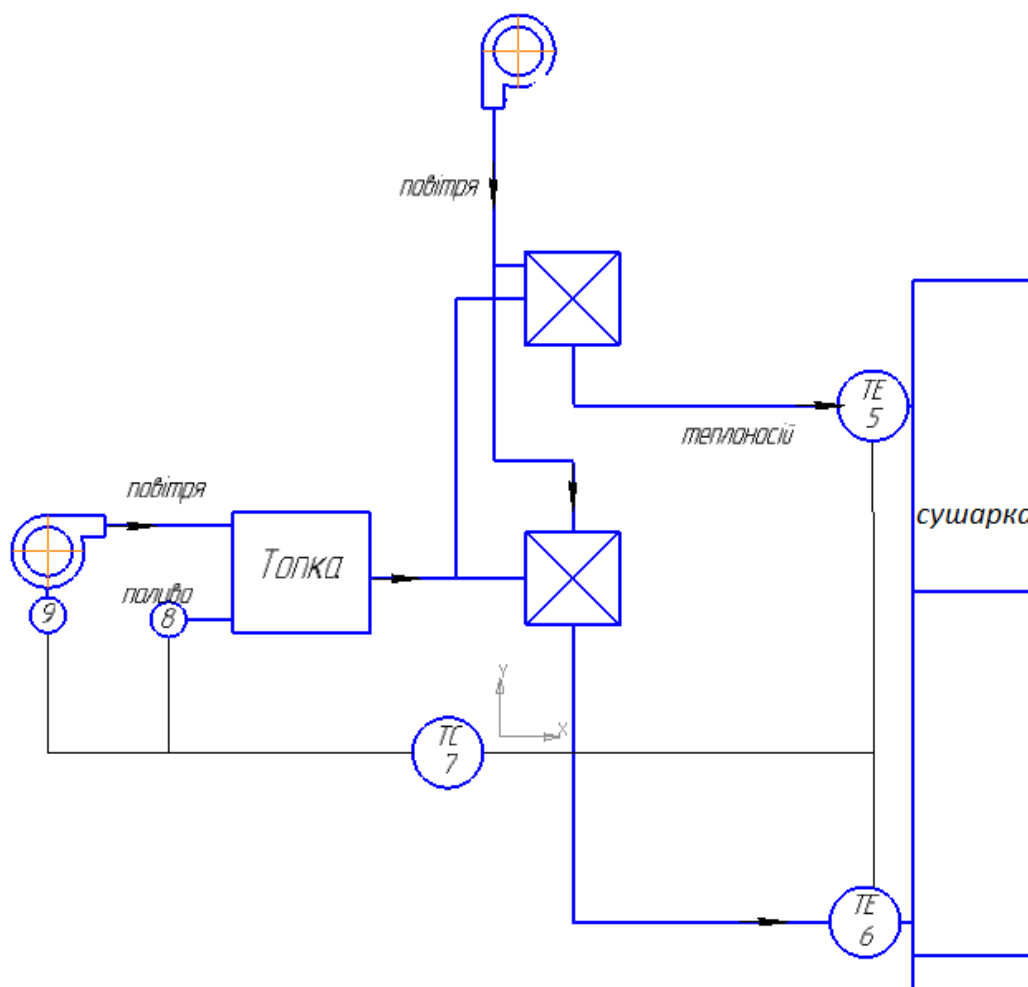 повітря
TE
5
теплоносій
повітря
сушарка
Топка
паливо
9
8
Y
X
TC
7
TE
6